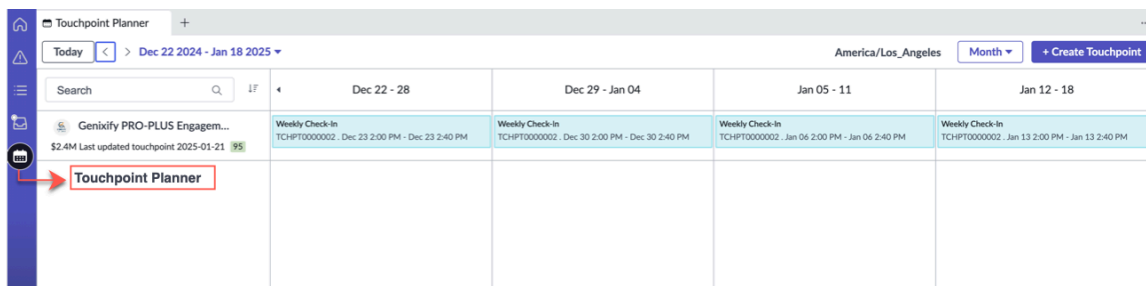 Touchpoint Planner
Today < > Dec 22 2024 - Jan 18 2025 America/Los_Angeles Month + Create Touchpoint
Search Dec 22 - 28 Dec 29 - Jan 04 Jan 05 - 11 Jan 12 - 18
Genixify PRO-PLUS Engagem...
$2.4M Last updated touchpoint 2025-01-21 95
Weekly Check-In
TCHPT0000002 . Dec 23 2:00 PM - Dec 23 2:40 PM
Weekly Check-In
TCHPT0000002 . Dec 30 2:00 PM - Dec 30 2:40 PM
Weekly Check-In
TCHPT0000002 . Jan 06 2:00 PM - Jan 06 2:40 PM
Weekly Check-In
TCHPT0000002 . Jan 13 2:00 PM - Jan 13 2:40 PM
Touchpoint Planner